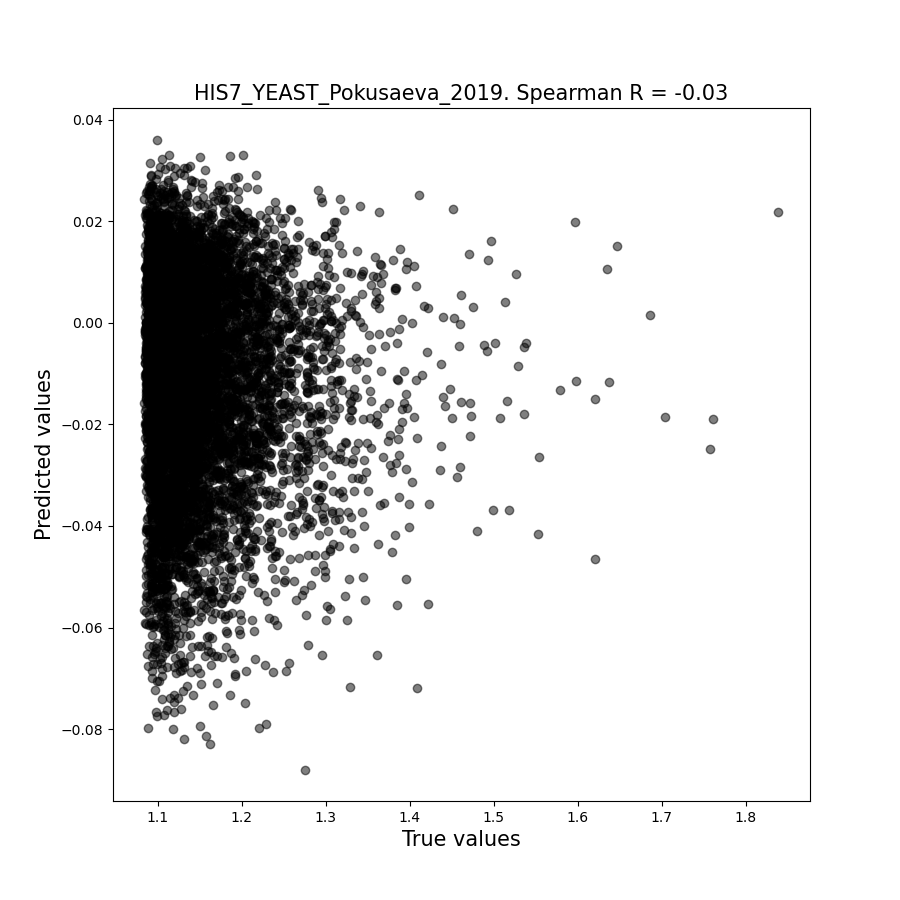 HIS7_YEAST_Pokusaeva_2019. Spearman R = -0.03
0.04
0.02
0.00
−0.02
−0.04
−0.06
−0.08
Predicted values
1.1 1.2 1.3 1.4 1.5 1.6 1.7 1.8
True values